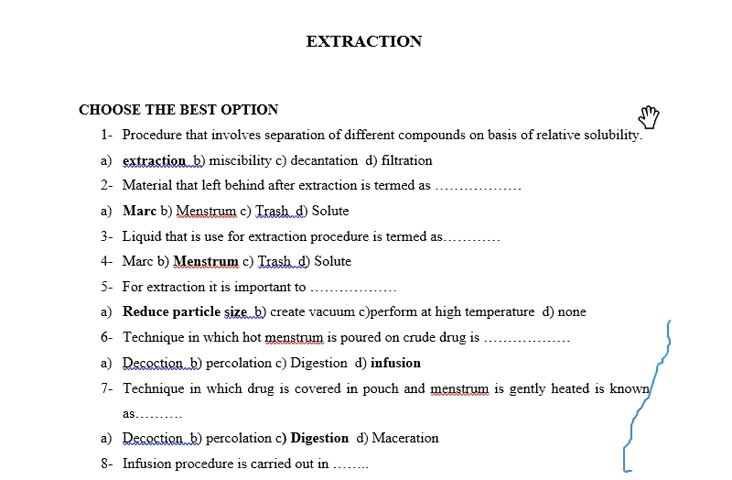 EXTRACTION
CHOOSE THE BEST OPTION
1- Procedure that involves separation of different compounds on basis of relative solubility.
a) extraction b) miscibility c) decantation d) filtration
2- Material that left behind after extraction is termed as ………………
a) Marc b) Menstrum c) Trash d) Solute
3- Liquid that is use for extraction procedure is termed as…………
4- Marc b) Menstrum c) Trash d) Solute
5- For extraction it is important to ………………
a) Reduce particle size b) create vacuum c)perform at high temperature d) none
6- Technique in which hot menstrum is poured on crude drug is ………………
a) Decoction b) percolation c) Digestion d) infusion
7- Technique in which drug is covered in pouch and menstrum is gently heated is known
as……….
a) Decoction b) percolation c) Digestion d) Maceration
8- Infusion procedure is carried out in ……..